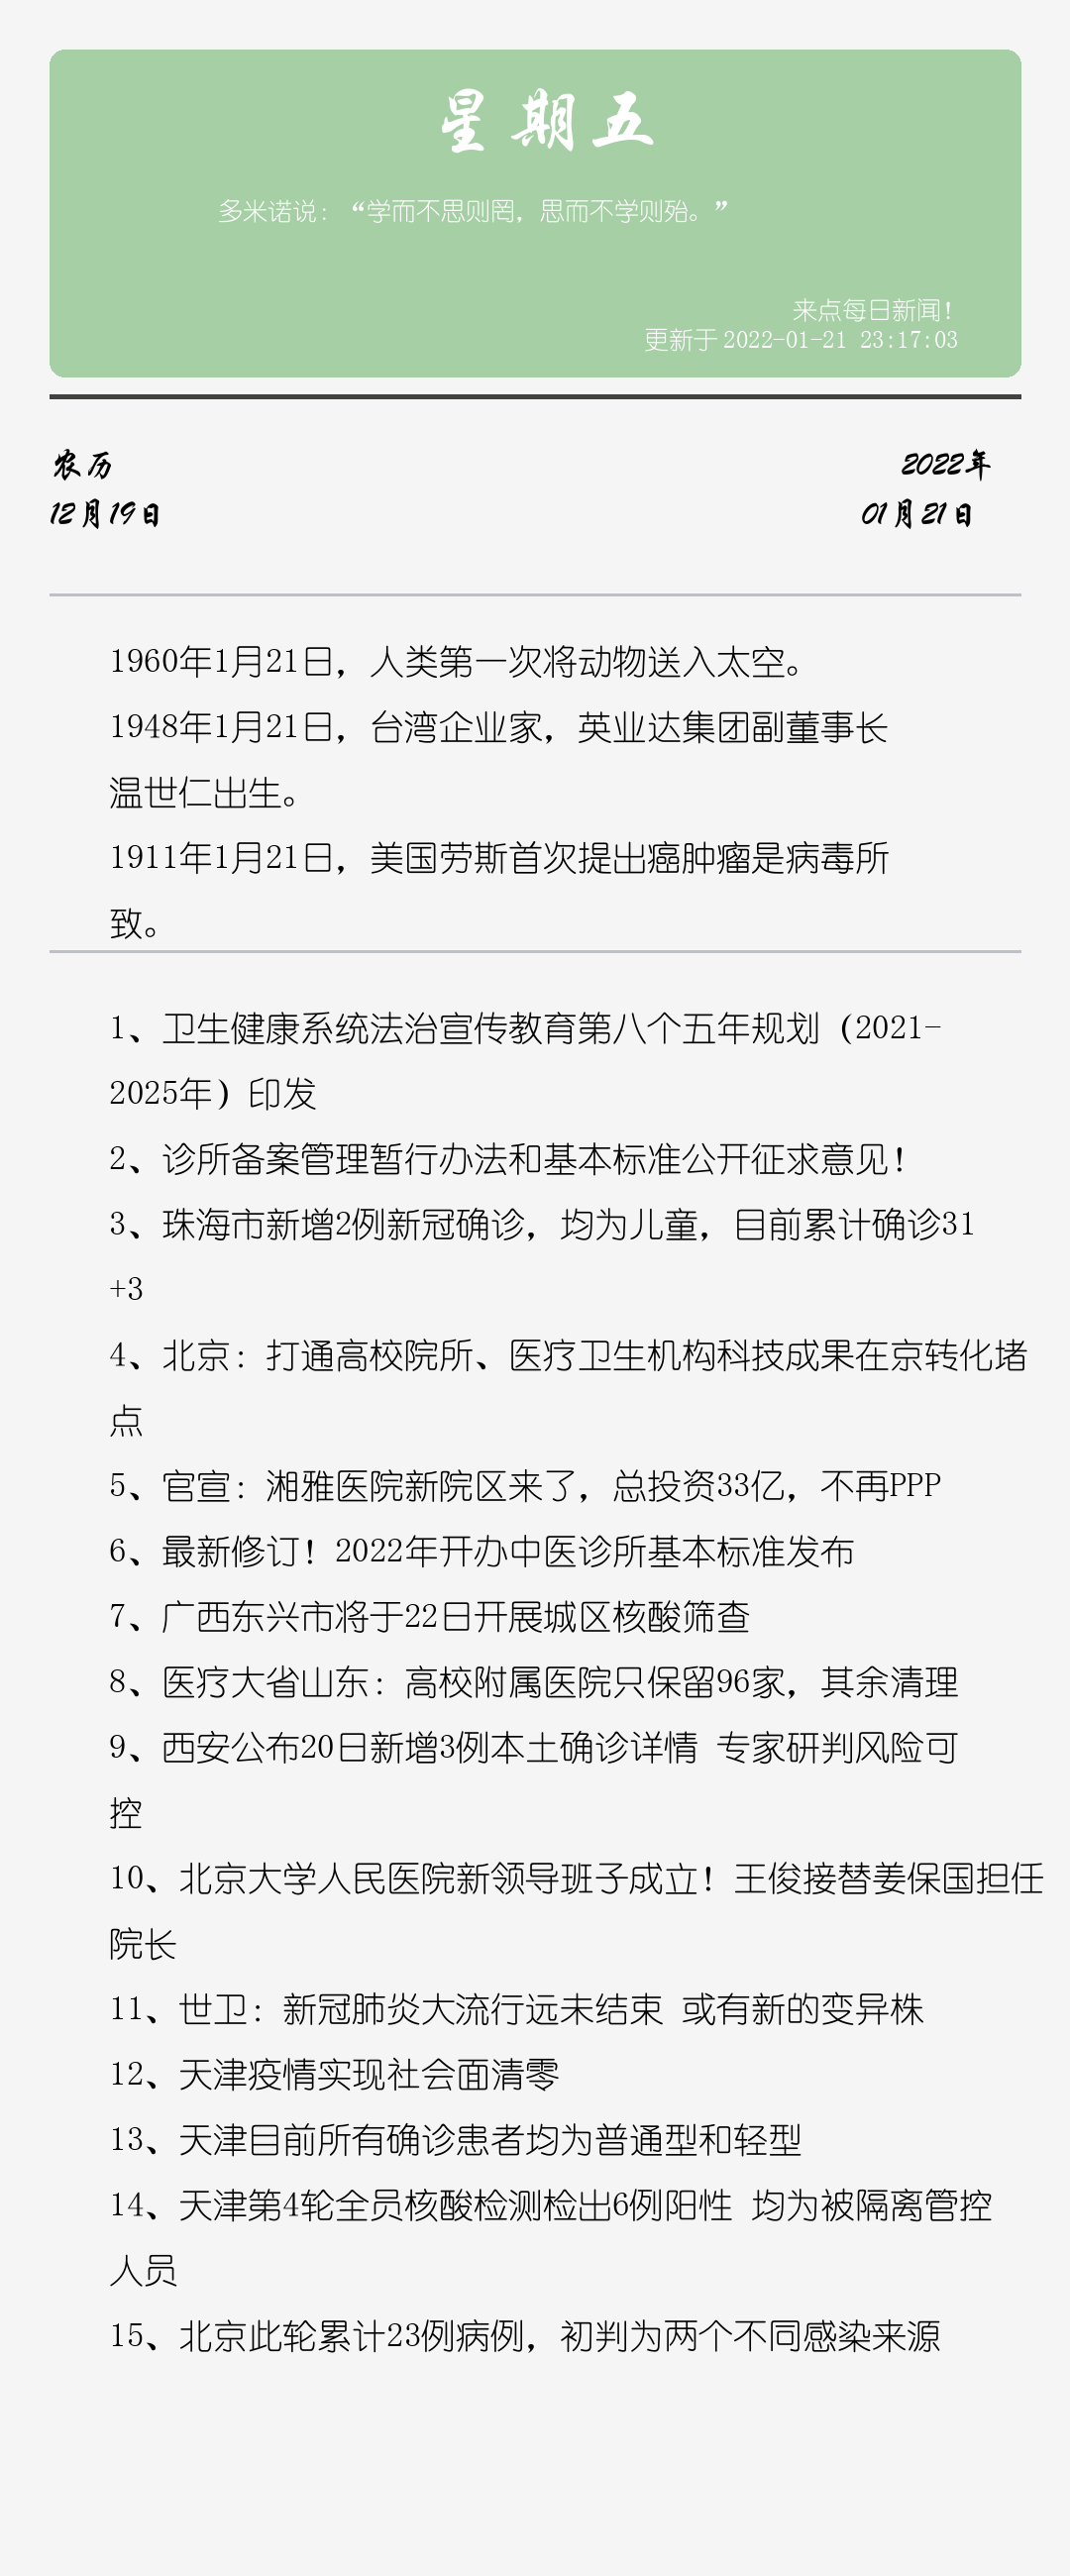 星期五
多米诺说：“学而不思则罔，思而不学则殆。”
来点每日新闻！
更新于 2022-01-21 23:17:03
农历
2022年
12月19日
01月21日
1960年1月21日，人类第一次将动物送入太空。
1948年1月21日，台湾企业家，英业达集团副董事长
温世仁出生。
1911年1月21日，美国劳斯首次提出癌肿瘤是病毒所
致。
1、卫生健康系统法治宣传教育第八个五年规划（2021-
2025年）印发
2、诊所备案管理暂行办法和基本标准公开征求意见！
3、珠海市新增2例新冠确诊，均为儿童，目前累计确诊31
+3
4、北京：打通高校院所、医疗卫生机构科技成果在京转化堵
点
5、官宣：湘雅医院新院区来了，总投资33亿，不再PPP
6、最新修订！2022年开办中医诊所基本标准发布
7、广西东兴市将于22日开展城区核酸筛查
8、医疗大省山东：高校附属医院只保留96家，其余清理
9、西安公布20日新增3例本土确诊详情 专家研判风险可
控
10、北京大学人民医院新领导班子成立！王俊接替姜保国担任
院长
11、世卫：新冠肺炎大流行远未结束 或有新的变异株
12、天津疫情实现社会面清零
13、天津目前所有确诊患者均为普通型和轻型
14、天津第4轮全员核酸检测检出6例阳性 均为被隔离管控
人员
15、北京此轮累计23例病例，初判为两个不同感染来源